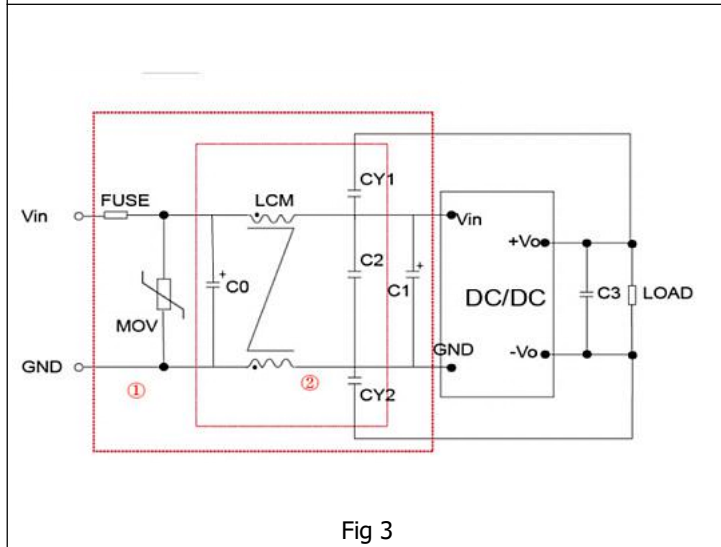 FUSE
LCM
CY1
Vin
Vin
+Vo
C2
+
C0
+
C1
DC/DC
C3
LOAD
MOV
GND
GND
-Vo
①
②
CY2
Fig 3